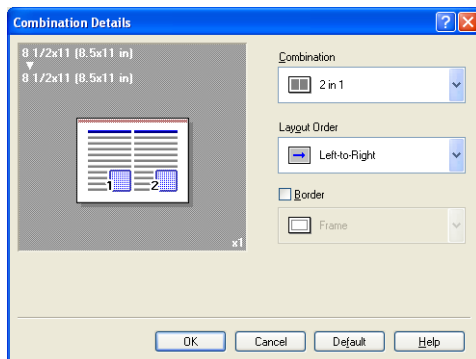 Combination Details
8 1/2x11 (8.5x11 in)
8 1/2x11 (8.5x11 in)
1 2
x1
Combination
2 in 1
Layout Order
Left-to-Right
Border
Frame
OK Cancel Default Help